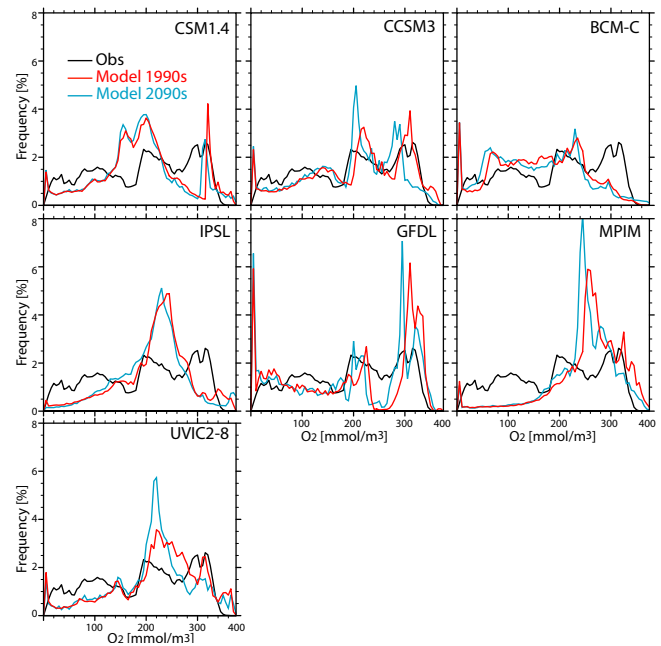 CSM1.4
CCSM3
BCM-C
8
6
4
2
0
Frequency [%]
Obs
Model 1990s
Model 2090s
IPSL
GFDL
MPIM
8
6
4
2
0
Frequency [%]
100 200 300 400
O2 [mmol/m3]
100 200 300 400
O2 [mmol/m3]
UVIC2-8
8
6
4
2
0
Frequency [%]
100 200 300 400
O2 [mmol/m3]